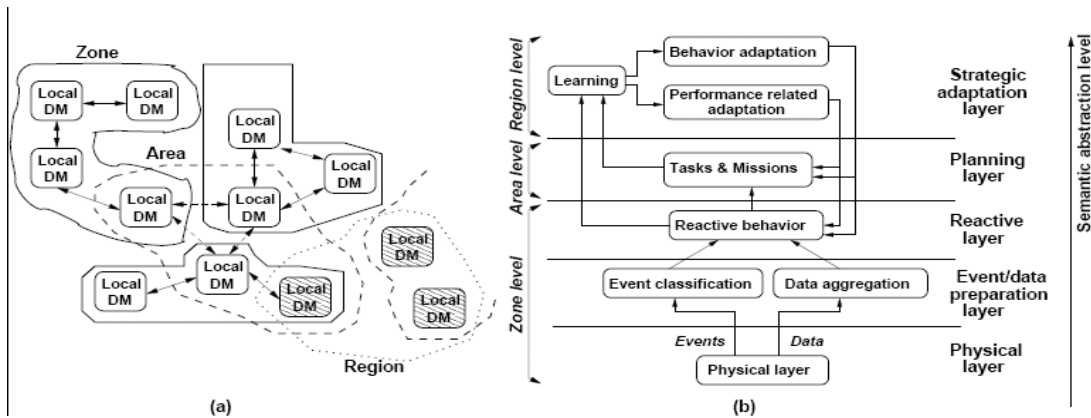 Zone
Local
DM
Local
DM
Local
DM
Local
DM
Area
Local
DM
Local
DM
Local
DM
Local
DM
Local
DM
Local
DM
Local
DM
Local
DM
Region
(a)
Region level
Area level
Zone level
Behavior adaptation
Learning
Performance related
adaptation
Strategic
adaptation
layer
Tasks & Missions
Planning
layer
Reactive behavior
Reactive
layer
Event classification
Data aggregation
Event/data
preparation
layer
Events
Data
Physical layer
Physical
layer
(b)
Semantic abstraction level